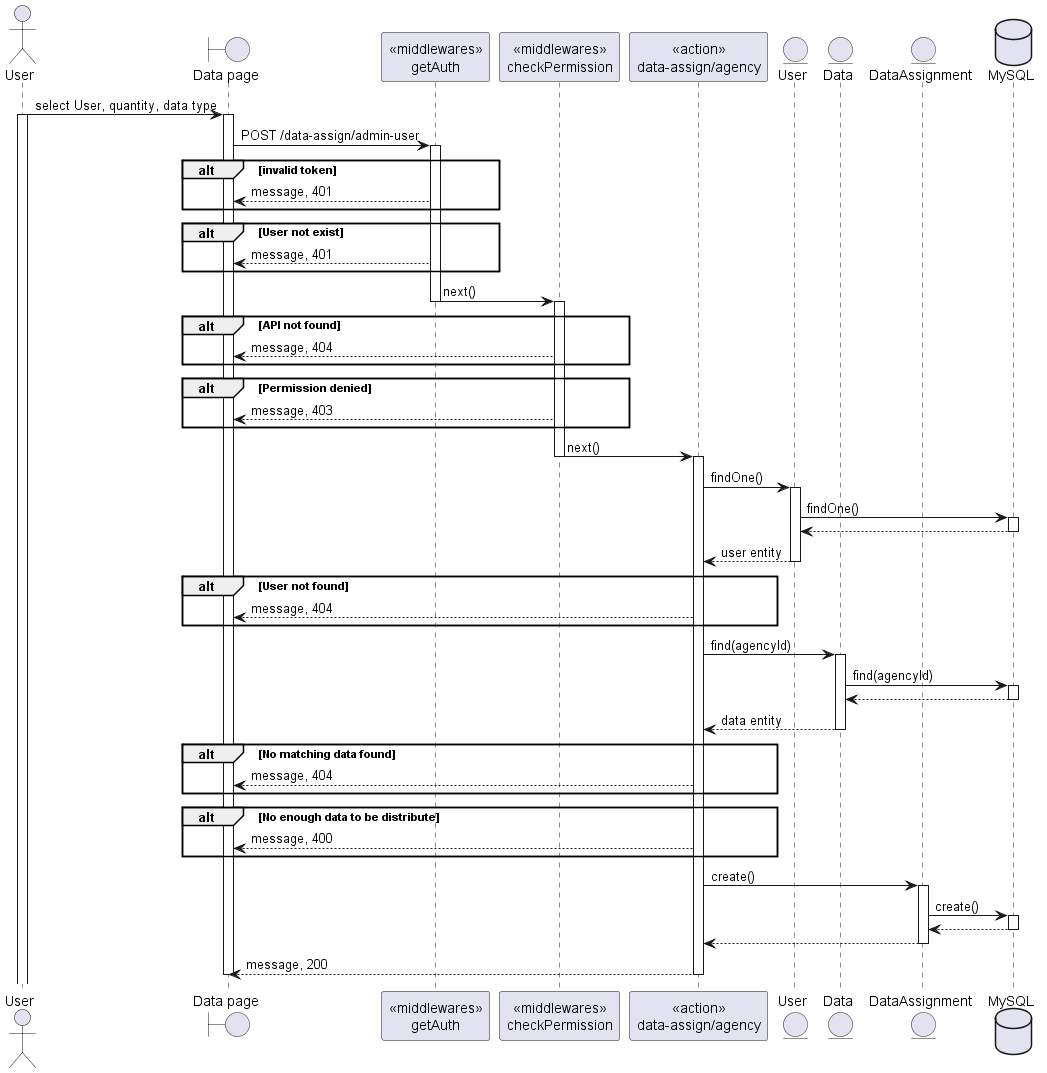 User
Data page
«middlewares»
getAuth
«middlewares»
checkPermission
«action»
data-assign/agency
User
Data
DataAssignment
MySQL
select User, quantity, data type
POST /data-assign/admin-user
alt [invalid token]
message, 401
alt [User not exist]
message, 401
next()
alt [API not found]
message, 404
alt [Permission denied]
message, 403
next()
findOne()
findOne()
user entity
alt [User not found]
message, 404
find(agencyId)
find(agencyId)
data entity
alt [No matching data found]
message, 404
alt [No enough data to be distribute]
message, 400
create()
create()
message, 200
User
Data page
«middlewares»
getAuth
«middlewares»
checkPermission
«action»
data-assign/agency
User
Data
DataAssignment
MySQL